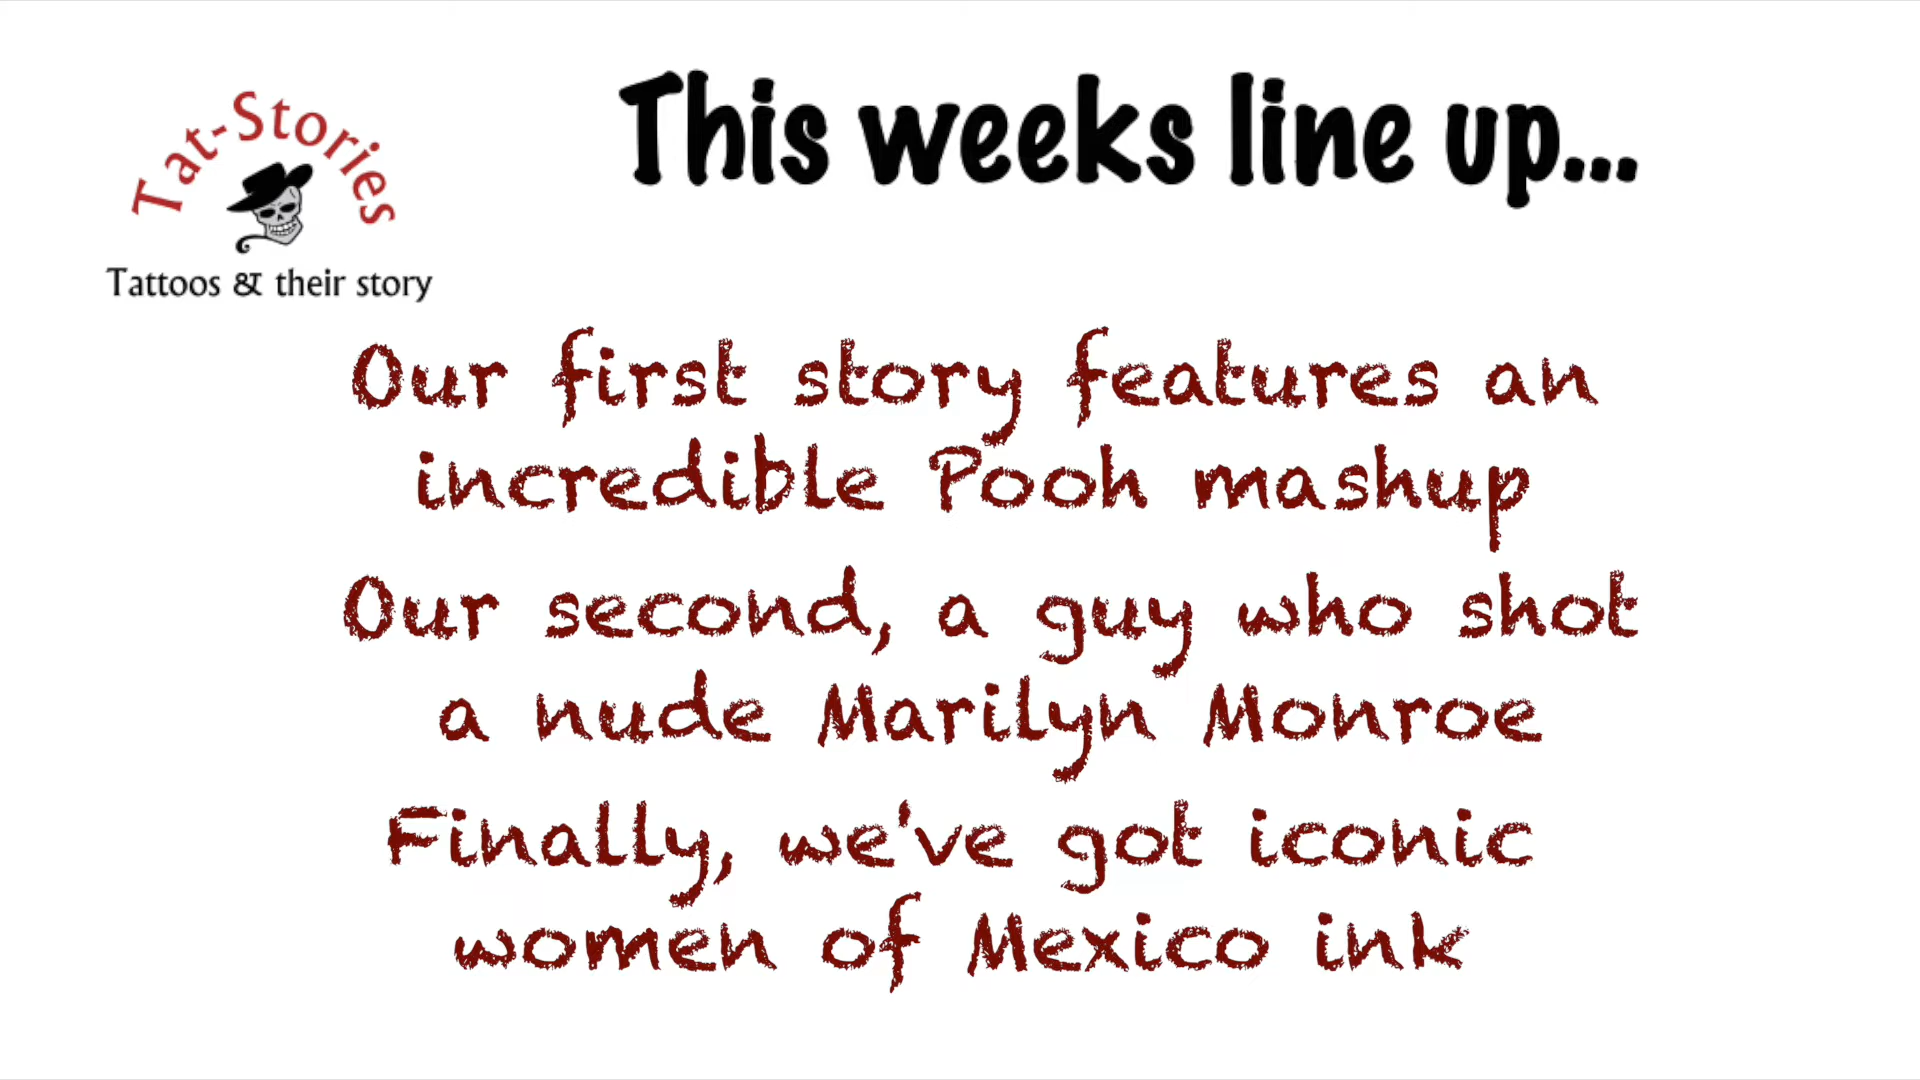 Tat-Stories
Tattoos & their story
This weeks line up...
Our first story features an
incredible Pooh mashup
Our second, a guy who shot
a nude Marilyn Monroe
Finally, we've got iconic
women of Mexico ink